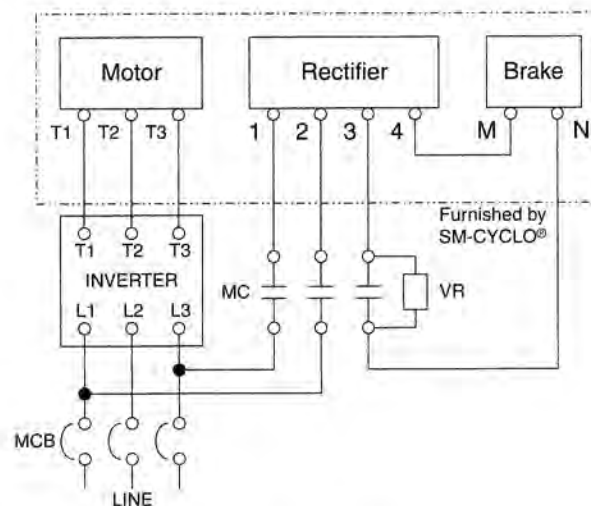 Motor
Rectifier
Brake
T1 T2 T3
1 2 3 4
M N
Furnished by
SM-CYCLO®
T1 T2 T3
INVERTER
L1 L2 L3
MC
VR
MCB
LINE